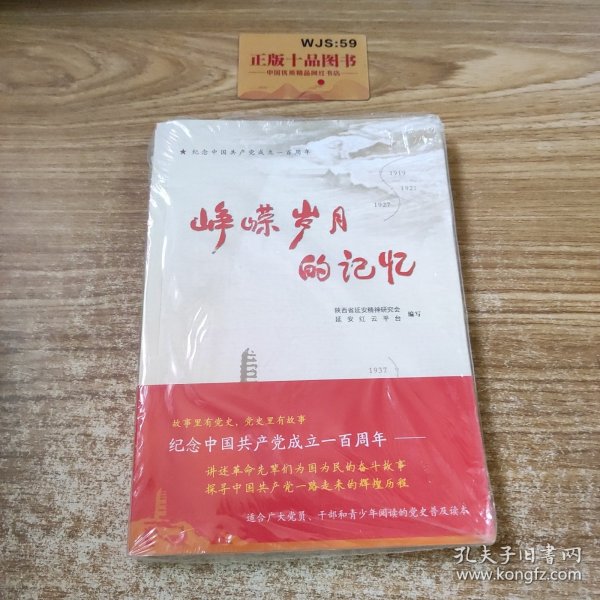 WJS:59
正版十品图书
中国优质精品网红书店
★ 纪念中国共产党成立一百周年
1919
1921
1927
峥嵘岁月
的记忆
陕西省延安精神研究会
延安红云平台
编写
1937
故事里有党史，党史里有故事
纪念中国共产党成立一百周年——
讲述革命先辈们为国为民的奋斗故事
探寻中国共产党一路走来的辉煌历程
适合广大党员、干部和青少年阅读的党史普及读本
孔夫子旧书网
www.kongfz.com